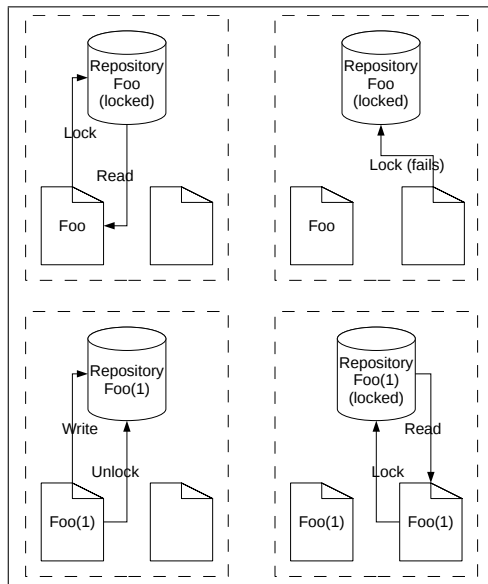 Repository
Foo
(locked)
Lock
Read
Foo
Repository
Foo
(locked)
Lock (fails)
Foo
Repository
Foo(1)
Write
Unlock
Foo(1)
Repository
Foo(1)
(locked)
Read
Lock
Foo(1)
Foo(1)